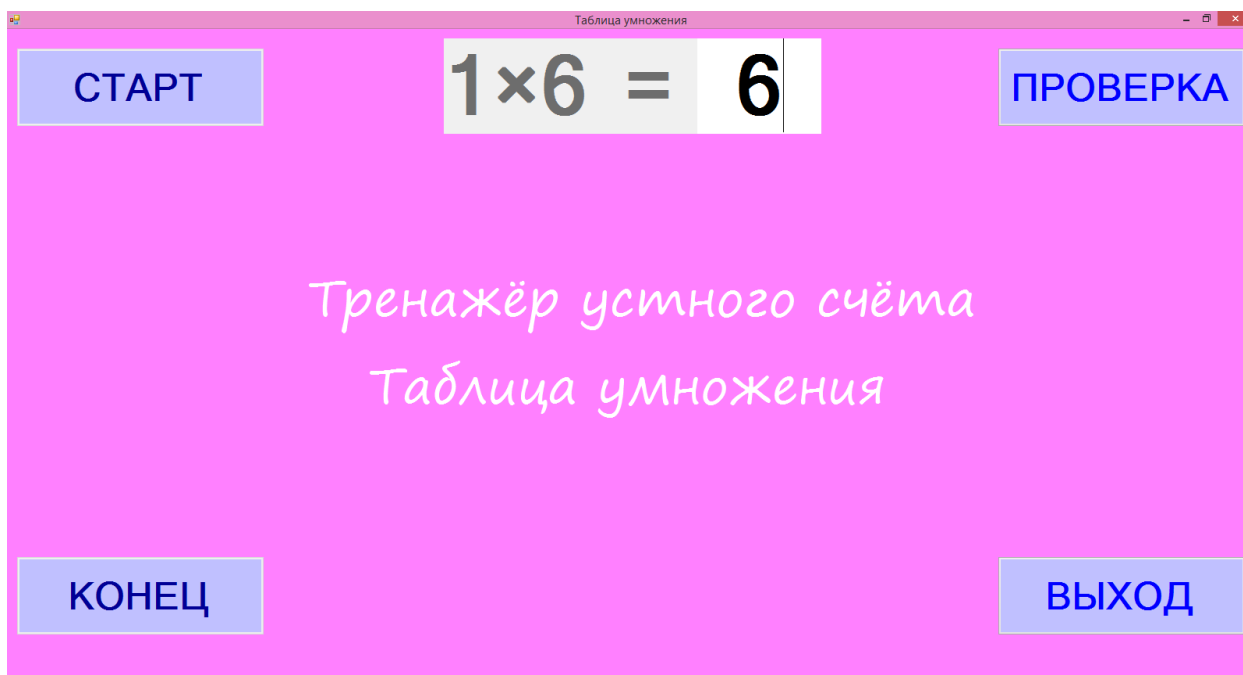 Таблица умножения
СТАРТ
1×6 = 6
ПРОВЕРКА
Тренажёр устного счёта
Таблица умножения
КОНЕЦ
ВЫХОД